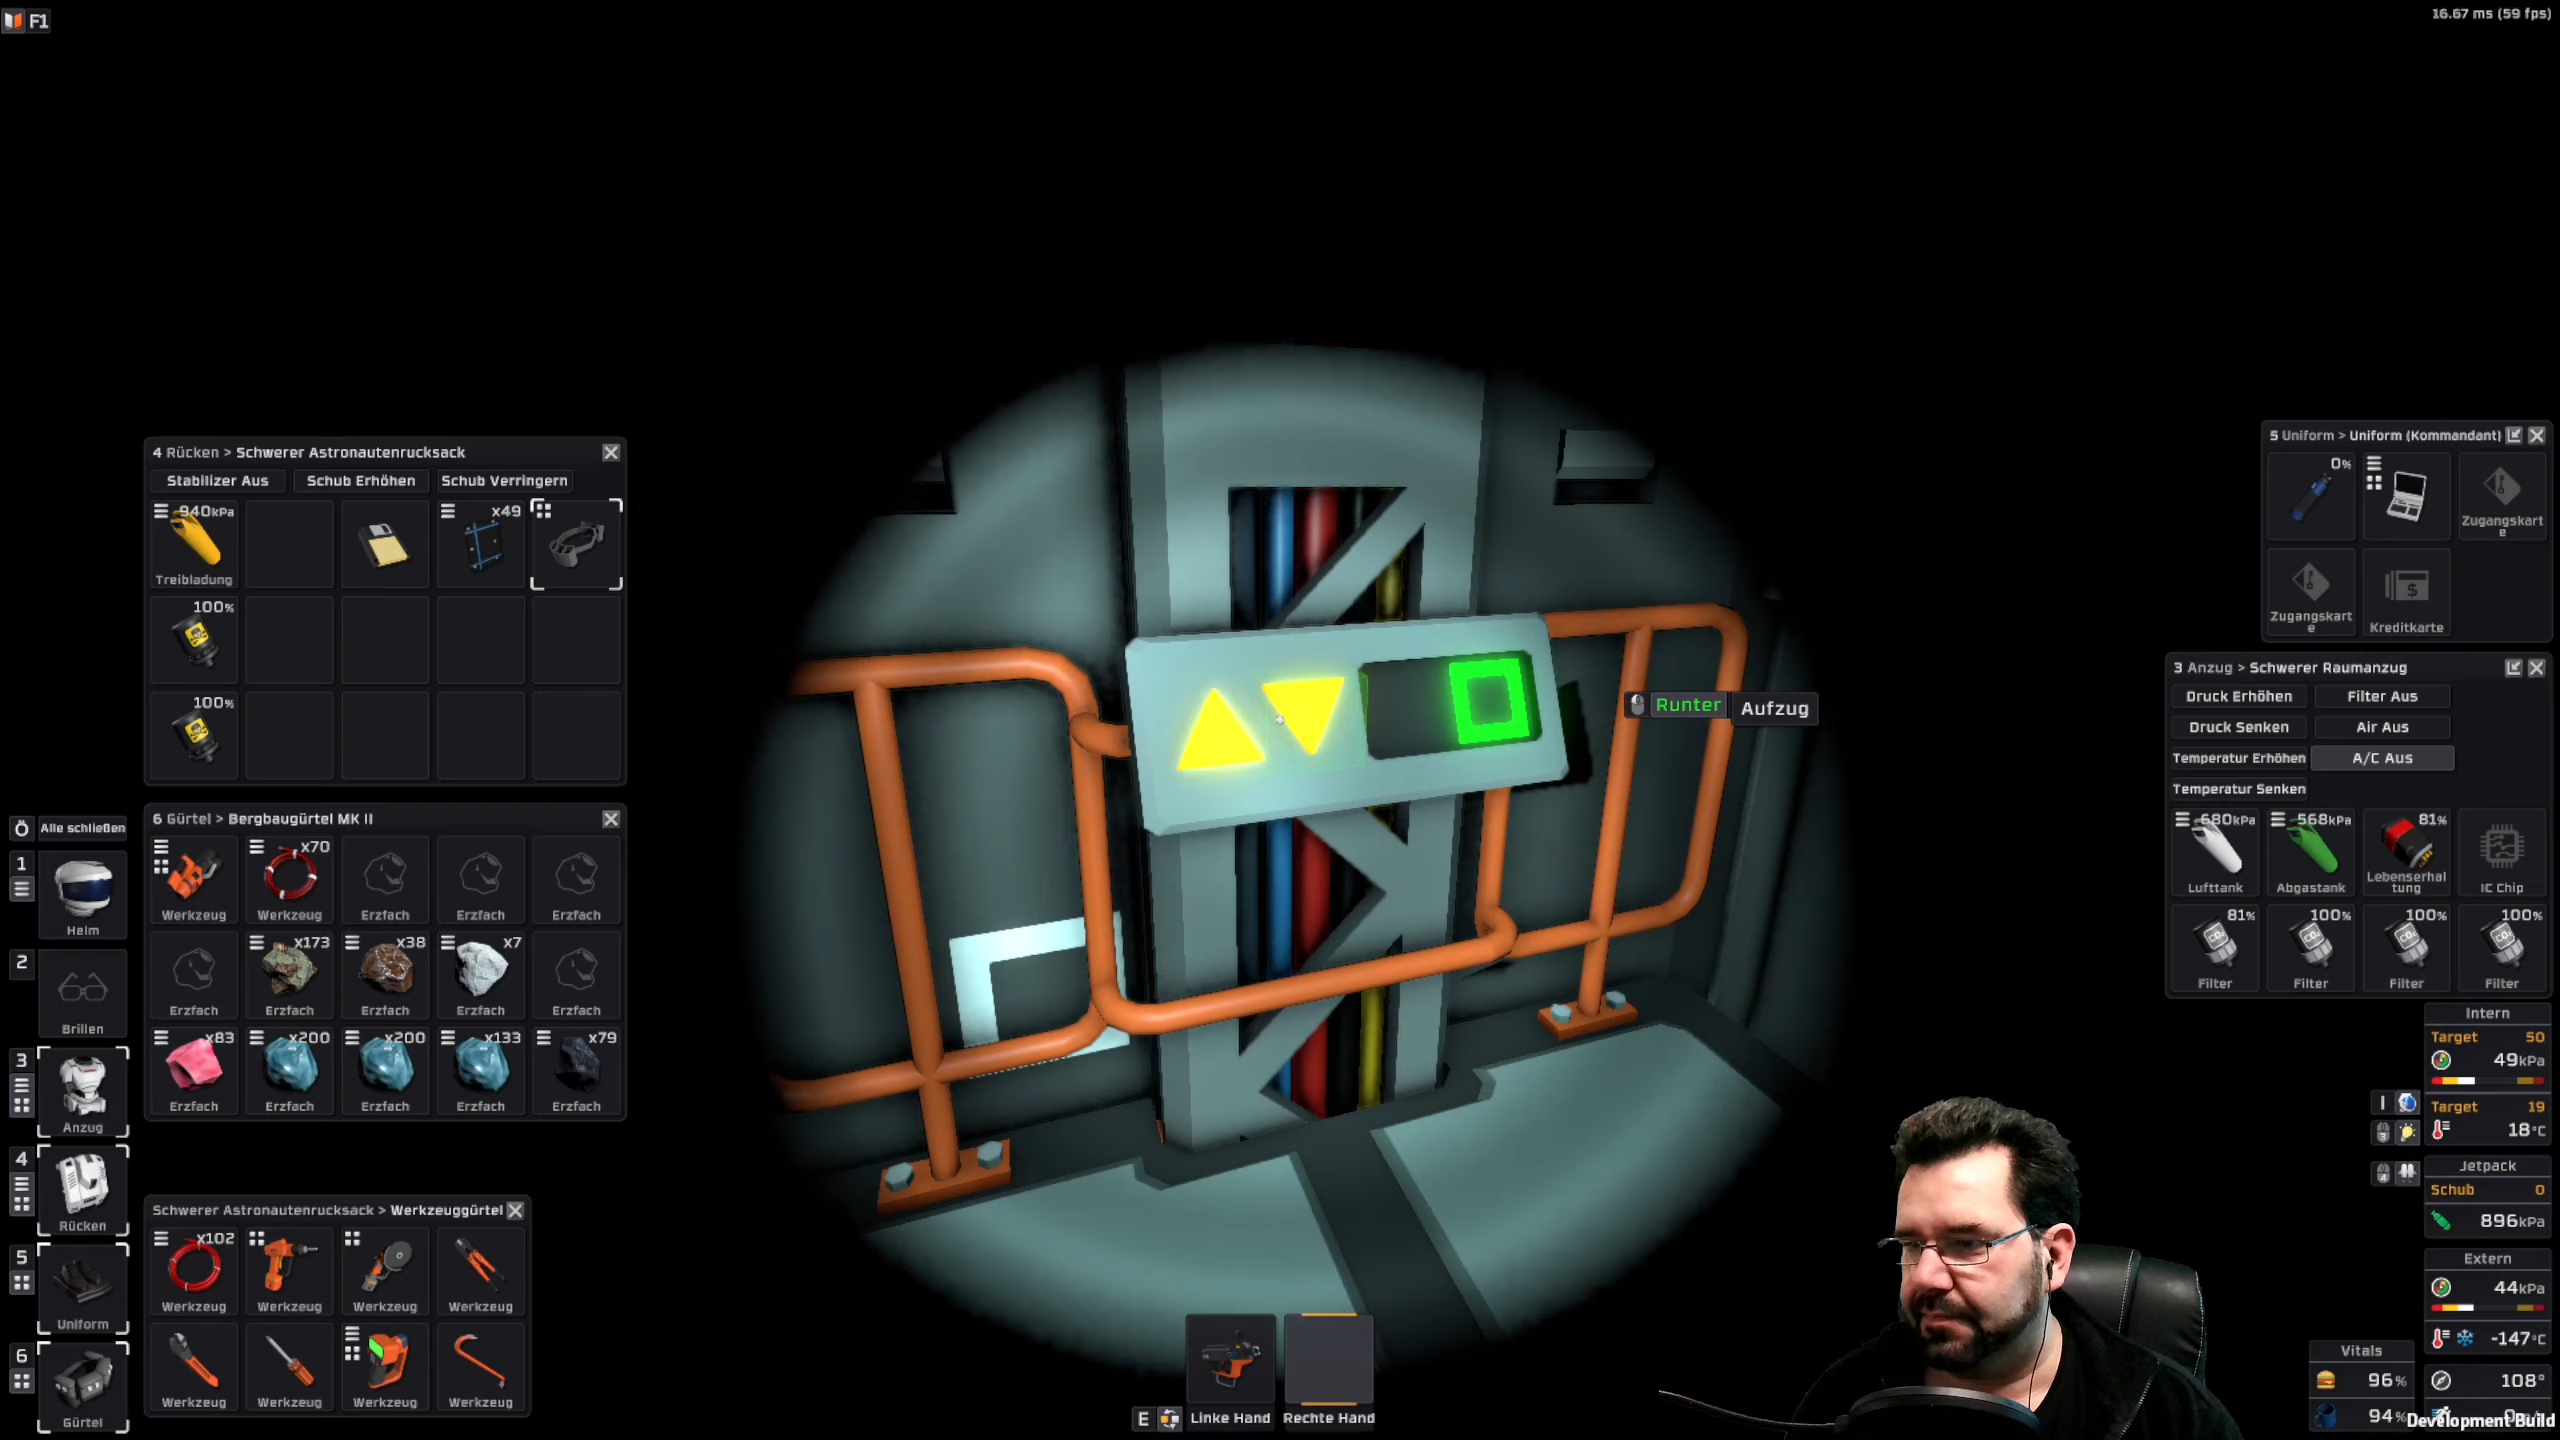 F1
16.67 ms (59 fps)
4 Rücken > Schwerer Astronautenrucksack
Stabilizer Aus Schub Erhöhen Schub Verringern
940kPa x49
Treibladung
100%
100%
6 Gürtel > Bergbaugürtel MK II
x70
Werkzeug Werkzeug Erzfach Erzfach Erzfach
x173 x38 x7
Erzfach Erzfach Erzfach Erzfach Erzfach
x83 x200 x200 x133 x79
Erzfach Erzfach Erzfach Erzfach Erzfach
Schwerer Astronautenrucksack > Werkzeuggürtel
x102
Werkzeug Werkzeug Werkzeug Werkzeug
Werkzeug Werkzeug Werkzeug Werkzeug
Ö Alle schließen
1
Helm
2
Brillen
3
Anzug
4
Rücken
5
Uniform
6
Gürtel
Runter Aufzug
E Linke Hand Rechte Hand
5 Uniform > Uniform (Kommandant)
0%
Zugangskart
e
Zugangskart
e
Kreditkarte
3 Anzug > Schwerer Raumanzug
Druck Erhöhen Filter Aus
Druck Senken Air Aus
Temperatur Erhöhen A/C Aus
Temperatur Senken
680kPa 568kPa 81%
Lufttank Abgastank Lebenserhal
tung IC Chip
81% 100% 100% 100%
Filter Filter Filter Filter
Intern
Target 50
49kPa
Target 19
18°C
Jetpack
Schub 0
896kPa
Extern
44kPa
-147°C
108°
Vitals
96%
94%
Development Build